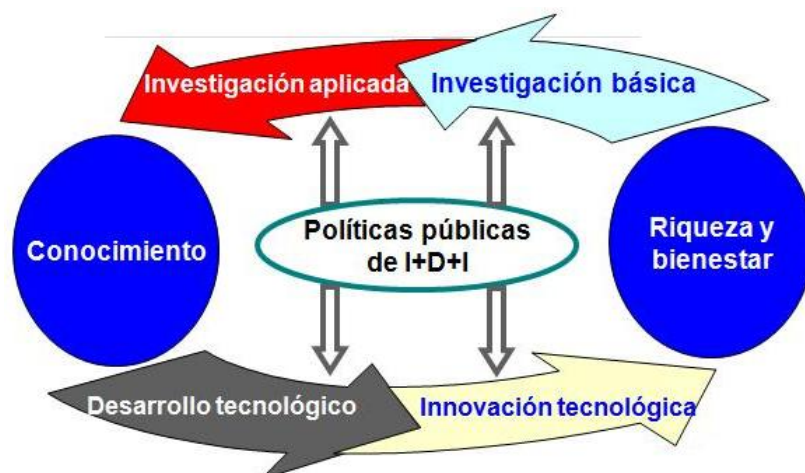 Investigación aplicada
Investigación básica
Conocimiento
Políticas públicas
de I+D+I
Riqueza y
bienestar
Desarrollo tecnológico
Innovación tecnológica